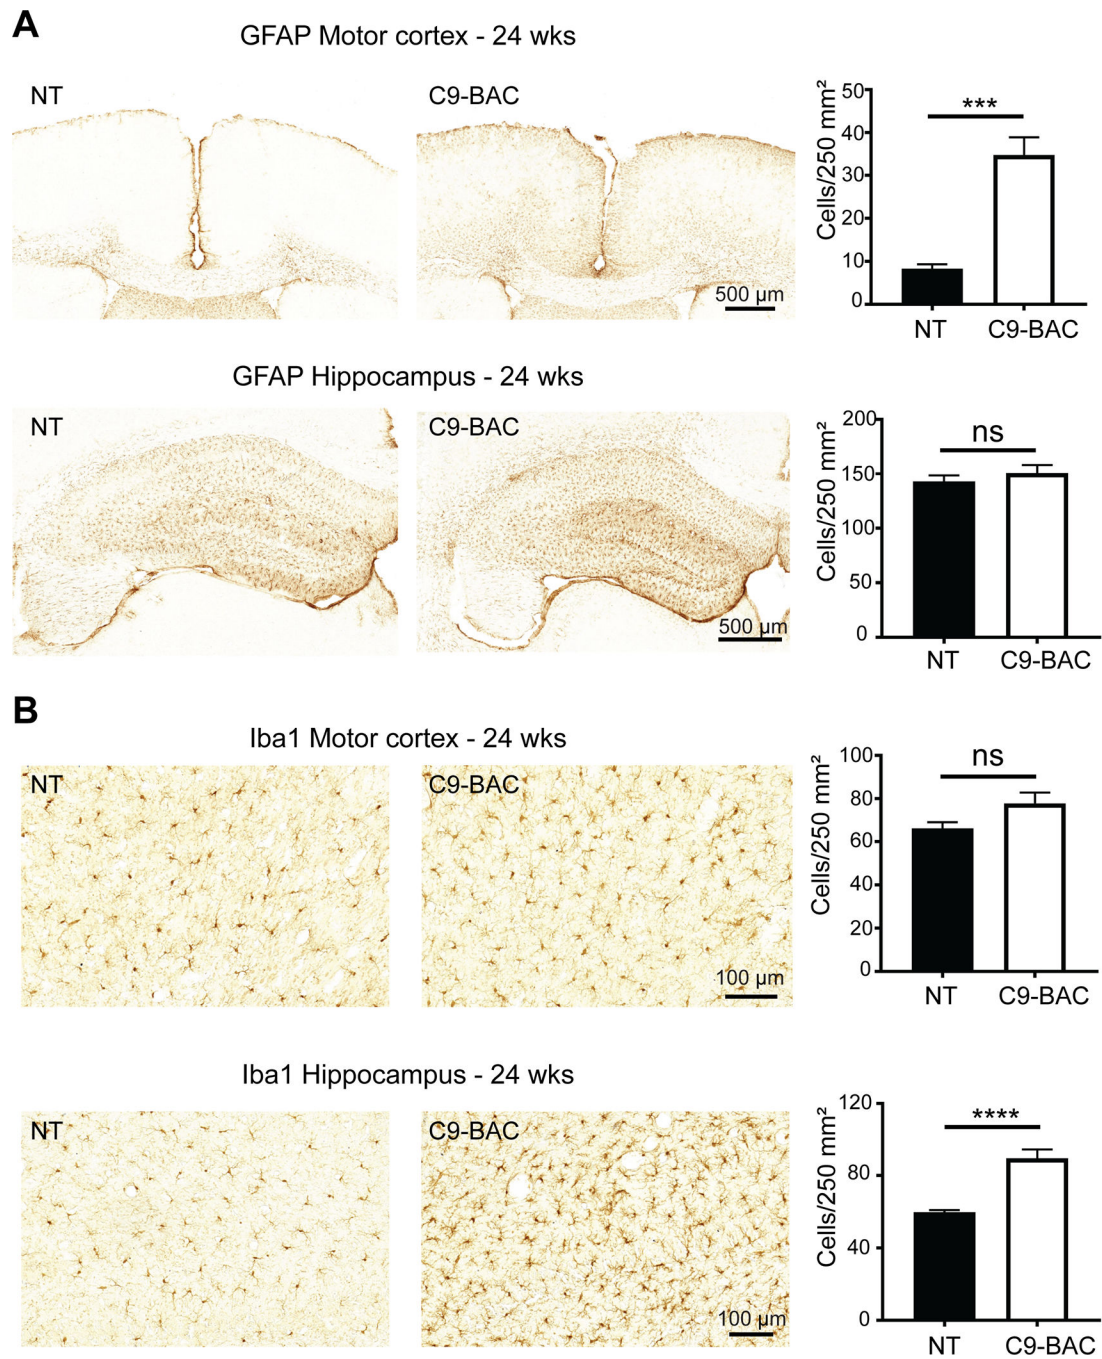 A
GFAP Motor cortex - 24 wks
NT
C9-BAC
500 µm
Cells/250 mm²
50
40
30
20
10
0
***
NT
C9-BAC
GFAP Hippocampus - 24 wks
NT
C9-BAC
500 µm
Cells/250 mm²
200
150
100
50
0
ns
NT
C9-BAC
B
Iba1 Motor cortex - 24 wks
NT
C9-BAC
100 µm
Cells/250 mm²
100
80
60
40
20
0
ns
NT
C9-BAC
Iba1 Hippocampus - 24 wks
NT
C9-BAC
100 µm
Cells/250 mm²
120
80
40
0
****
NT
C9-BAC